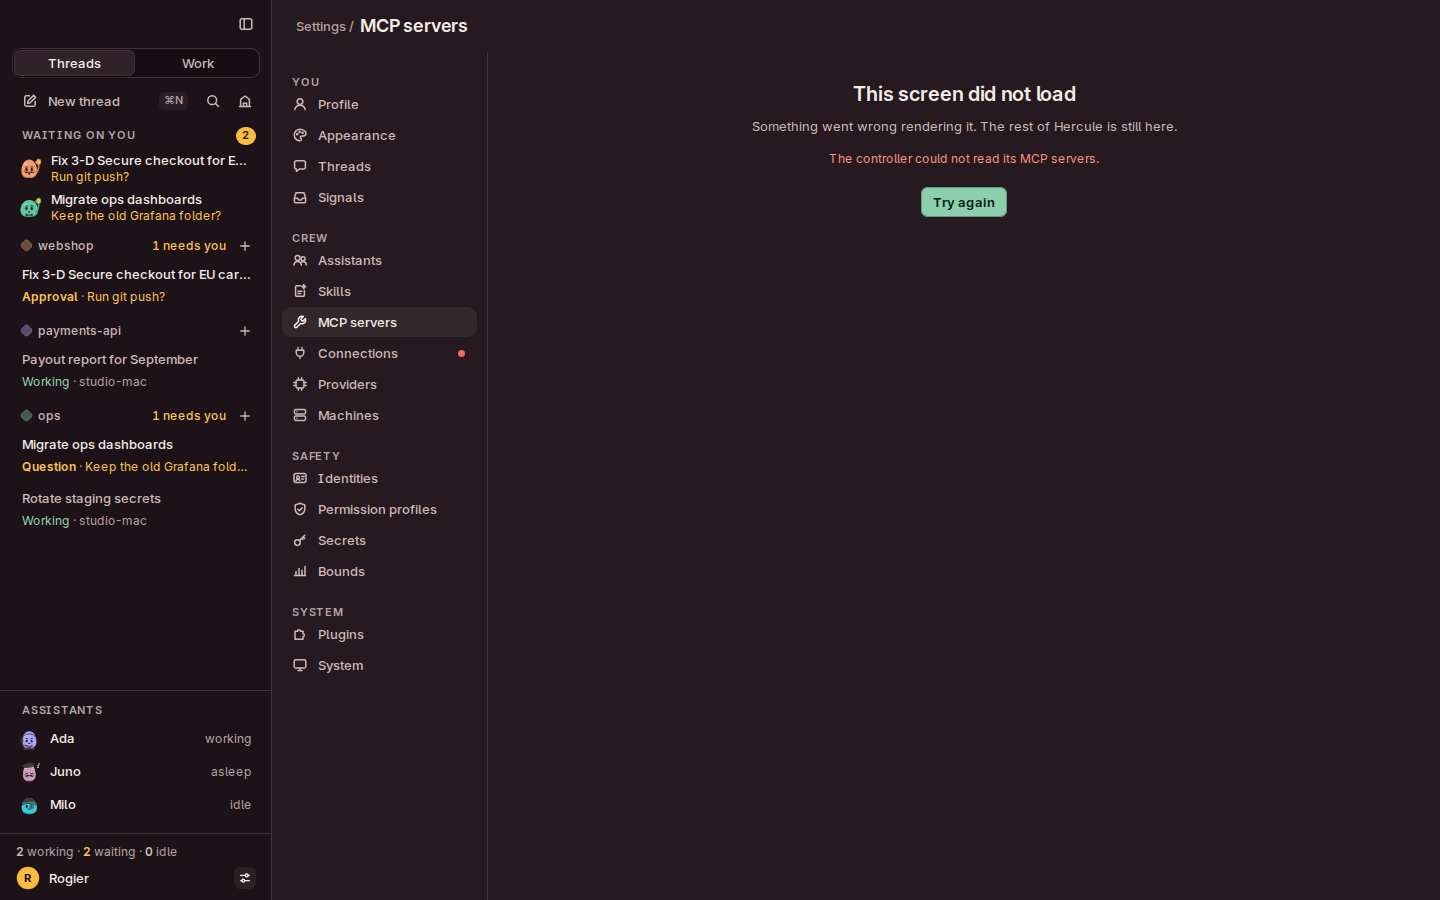 Threads
Work
New thread
⌘N
WAITING ON YOU
2
Fix 3-D Secure checkout for E...
Run git push?
Migrate ops dashboards
Keep the old Grafana folder?
webshop
1 needs you
Fix 3-D Secure checkout for EU car...
Approval · Run git push?
payments-api
Payout report for September
Working · studio-mac
ops
1 needs you
Migrate ops dashboards
Question · Keep the old Grafana fold...
Rotate staging secrets
Working · studio-mac
ASSISTANTS
Ada
working
Juno
asleep
Milo
idle
2 working · 2 waiting · 0 idle
R
Rogier
Settings / MCP servers
YOU
Profile
Appearance
Threads
Signals
CREW
Assistants
Skills
MCP servers
Connections
Providers
Machines
SAFETY
Identities
Permission profiles
Secrets
Bounds
SYSTEM
Plugins
System
This screen did not load
Something went wrong rendering it. The rest of Hercule is still here.
The controller could not read its MCP servers.
Try again